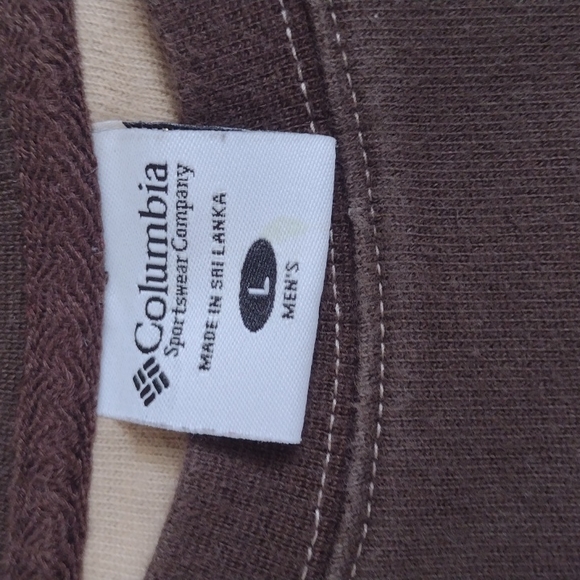 Columbia
Sportswear Company
MADE IN SRI LANKA
L
MEN'S